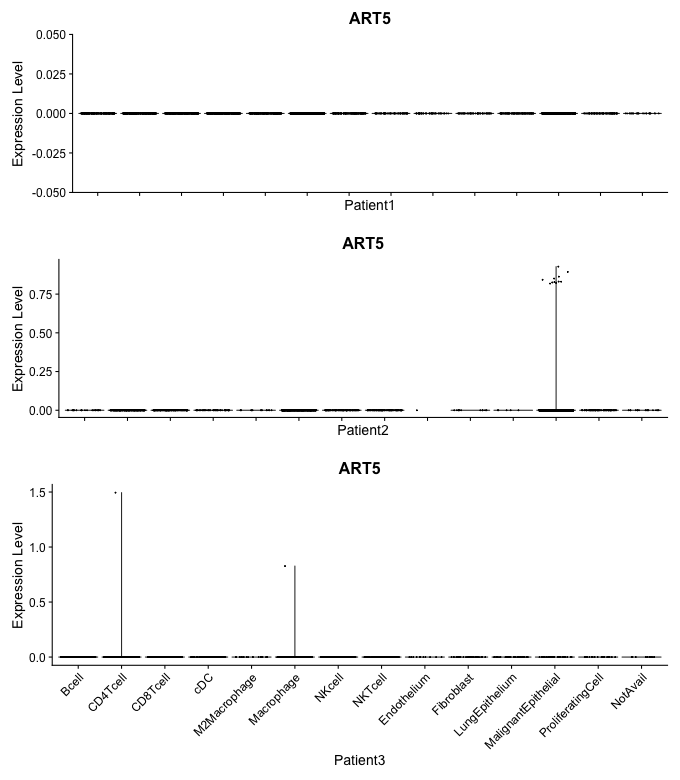 ART5
Expression Level
0.050
0.025
0.000
-0.025
-0.050
Patient1
ART5
Expression Level
0.75
0.50
0.25
0.00
Patient2
ART5
Expression Level
1.5
1.0
0.5
0.0
Bcell
CD4Tcell
CD8Tcell
cDC
M2Macrophage
Macrophage
NKcell
NKTcell
Endothelium
Fibroblast
LungEpithelium
MalignantEpithelial
ProliferatingCell
NotAvail
Patient3